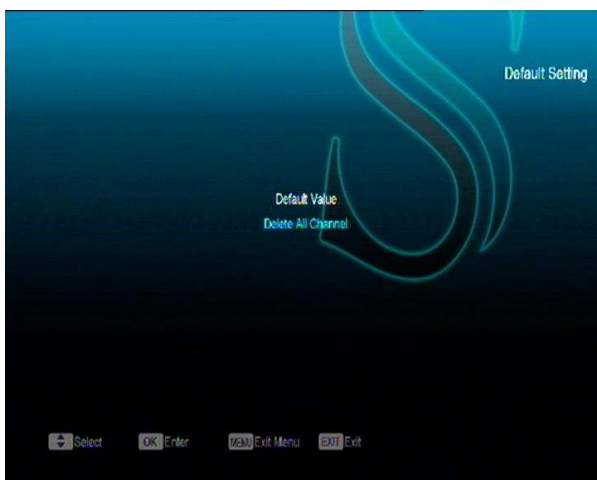 Default Setting
Default Value
Delete All Channel
Select OK Enter MENU Exit Menu EXIT Exit